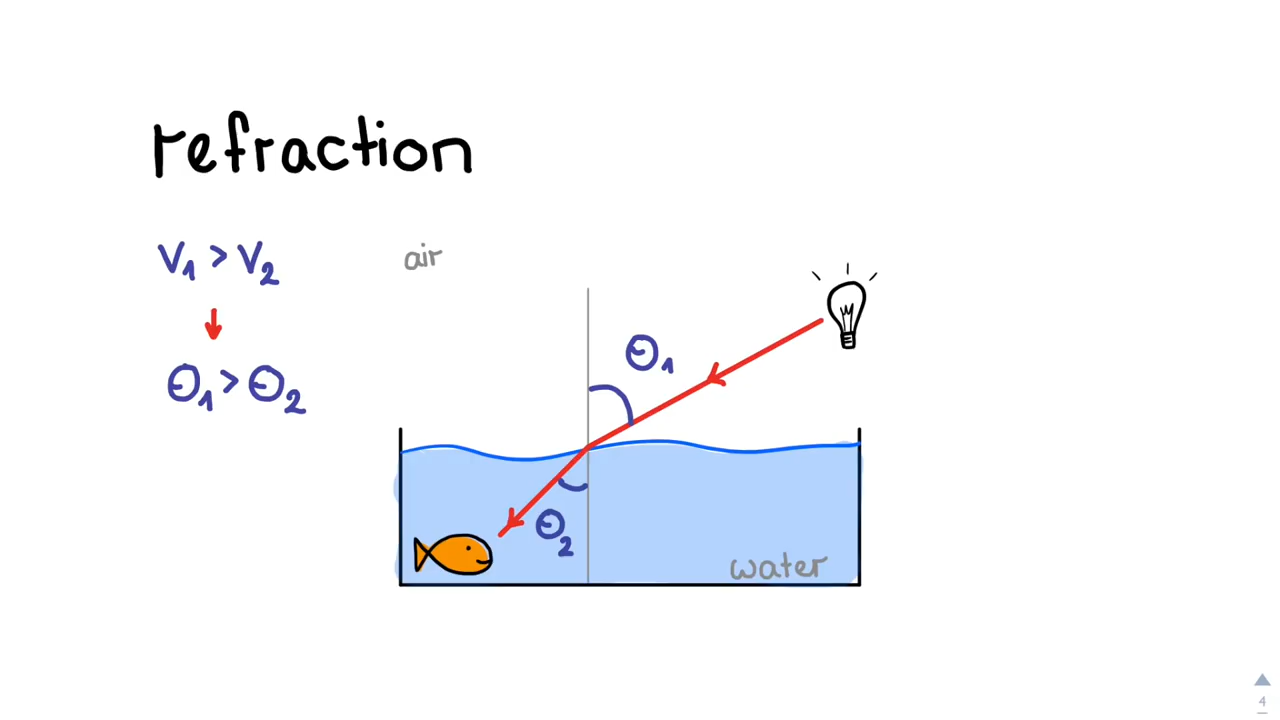 refraction
V₁ > V₂
air
Θ₁
Θ₁ > Θ₂
Θ₂
water
4